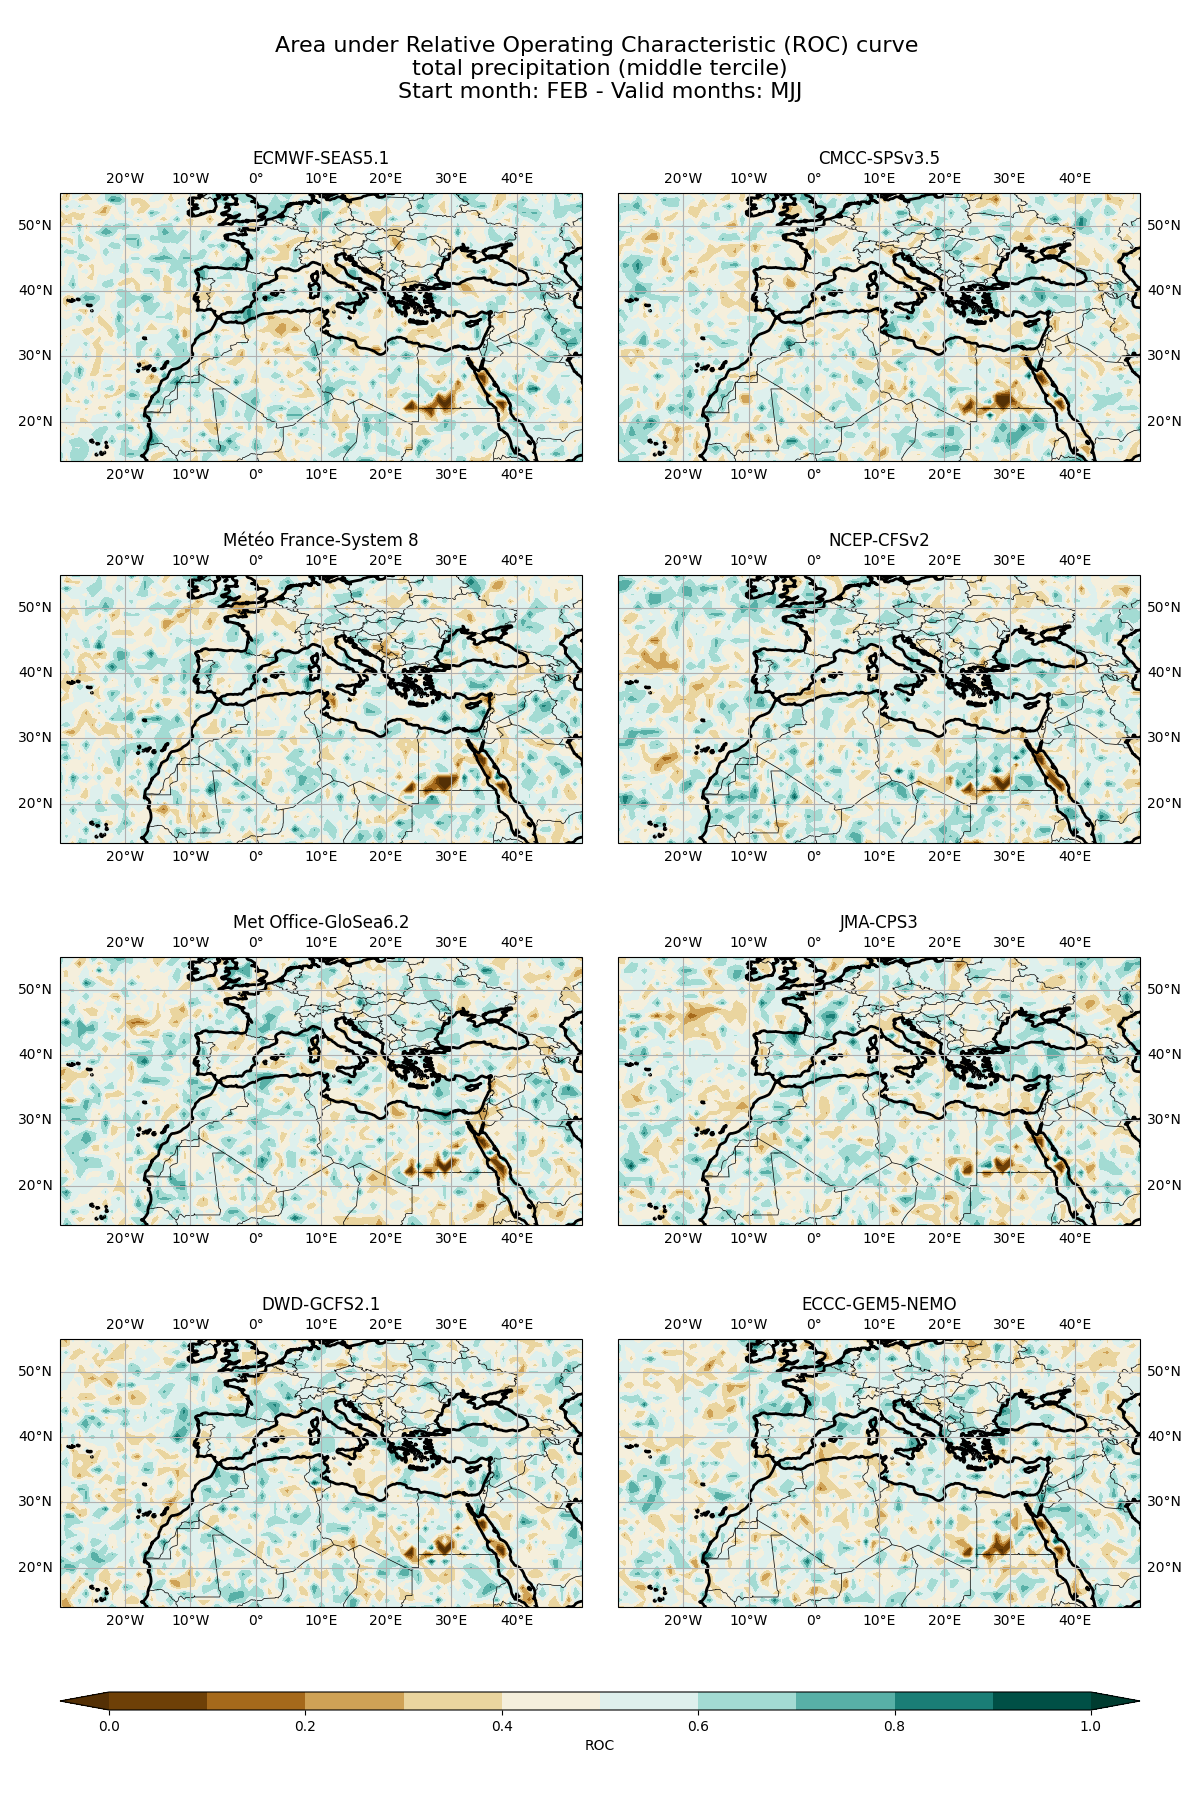 Area under Relative Operating Characteristic (ROC) curve
total precipitation (middle tercile)
Start month: FEB - Valid months: MJJ
ECMWF-SEAS5.1
20°W 10°W 0° 10°E 20°E 30°E 40°E
50°N
40°N
30°N
20°N
20°W 10°W 0° 10°E 20°E 30°E 40°E
CMCC-SPSv3.5
20°W 10°W 0° 10°E 20°E 30°E 40°E
50°N
40°N
30°N
20°N
20°W 10°W 0° 10°E 20°E 30°E 40°E
Météo France-System 8
20°W 10°W 0° 10°E 20°E 30°E 40°E
50°N
40°N
30°N
20°N
20°W 10°W 0° 10°E 20°E 30°E 40°E
NCEP-CFSv2
20°W 10°W 0° 10°E 20°E 30°E 40°E
50°N
40°N
30°N
20°N
20°W 10°W 0° 10°E 20°E 30°E 40°E
Met Office-GloSea6.2
20°W 10°W 0° 10°E 20°E 30°E 40°E
50°N
40°N
30°N
20°N
20°W 10°W 0° 10°E 20°E 30°E 40°E
JMA-CPS3
20°W 10°W 0° 10°E 20°E 30°E 40°E
50°N
40°N
30°N
20°N
20°W 10°W 0° 10°E 20°E 30°E 40°E
DWD-GCFS2.1
20°W 10°W 0° 10°E 20°E 30°E 40°E
50°N
40°N
30°N
20°N
20°W 10°W 0° 10°E 20°E 30°E 40°E
ECCC-GEM5-NEMO
20°W 10°W 0° 10°E 20°E 30°E 40°E
50°N
40°N
30°N
20°N
20°W 10°W 0° 10°E 20°E 30°E 40°E
0.0 0.2 0.4 0.6 0.8 1.0
ROC